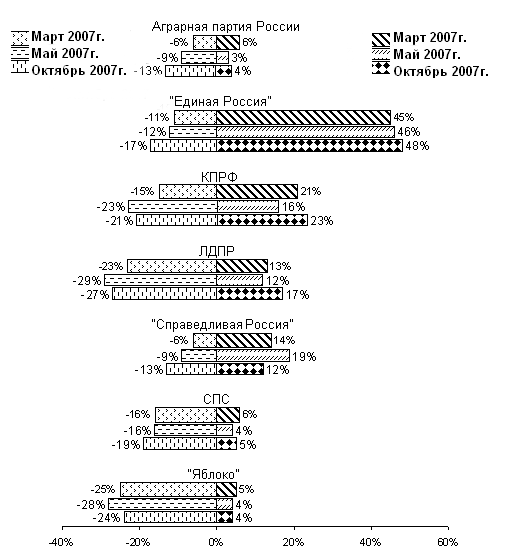 Аграрная партия России
Март 2007г.
Май 2007г.
Октябрь 2007г.
Март 2007г.
Май 2007г.
Октябрь 2007г.
-6% 6%
-9% 3%
-13% 4%
"Единая Россия"
-11% 45%
-12% 46%
-17% 48%
КПРФ
-15% 21%
-23% 16%
-21% 23%
ЛДПР
-23% 13%
-29% 12%
-27% 17%
"Справедливая Россия"
-6% 14%
-9% 19%
-13% 12%
СПС
-16% 6%
-16% 4%
-19% 5%
"Яблоко"
-25% 5%
-28% 4%
-24% 4%
-40% -20% 0% 20% 40% 60%